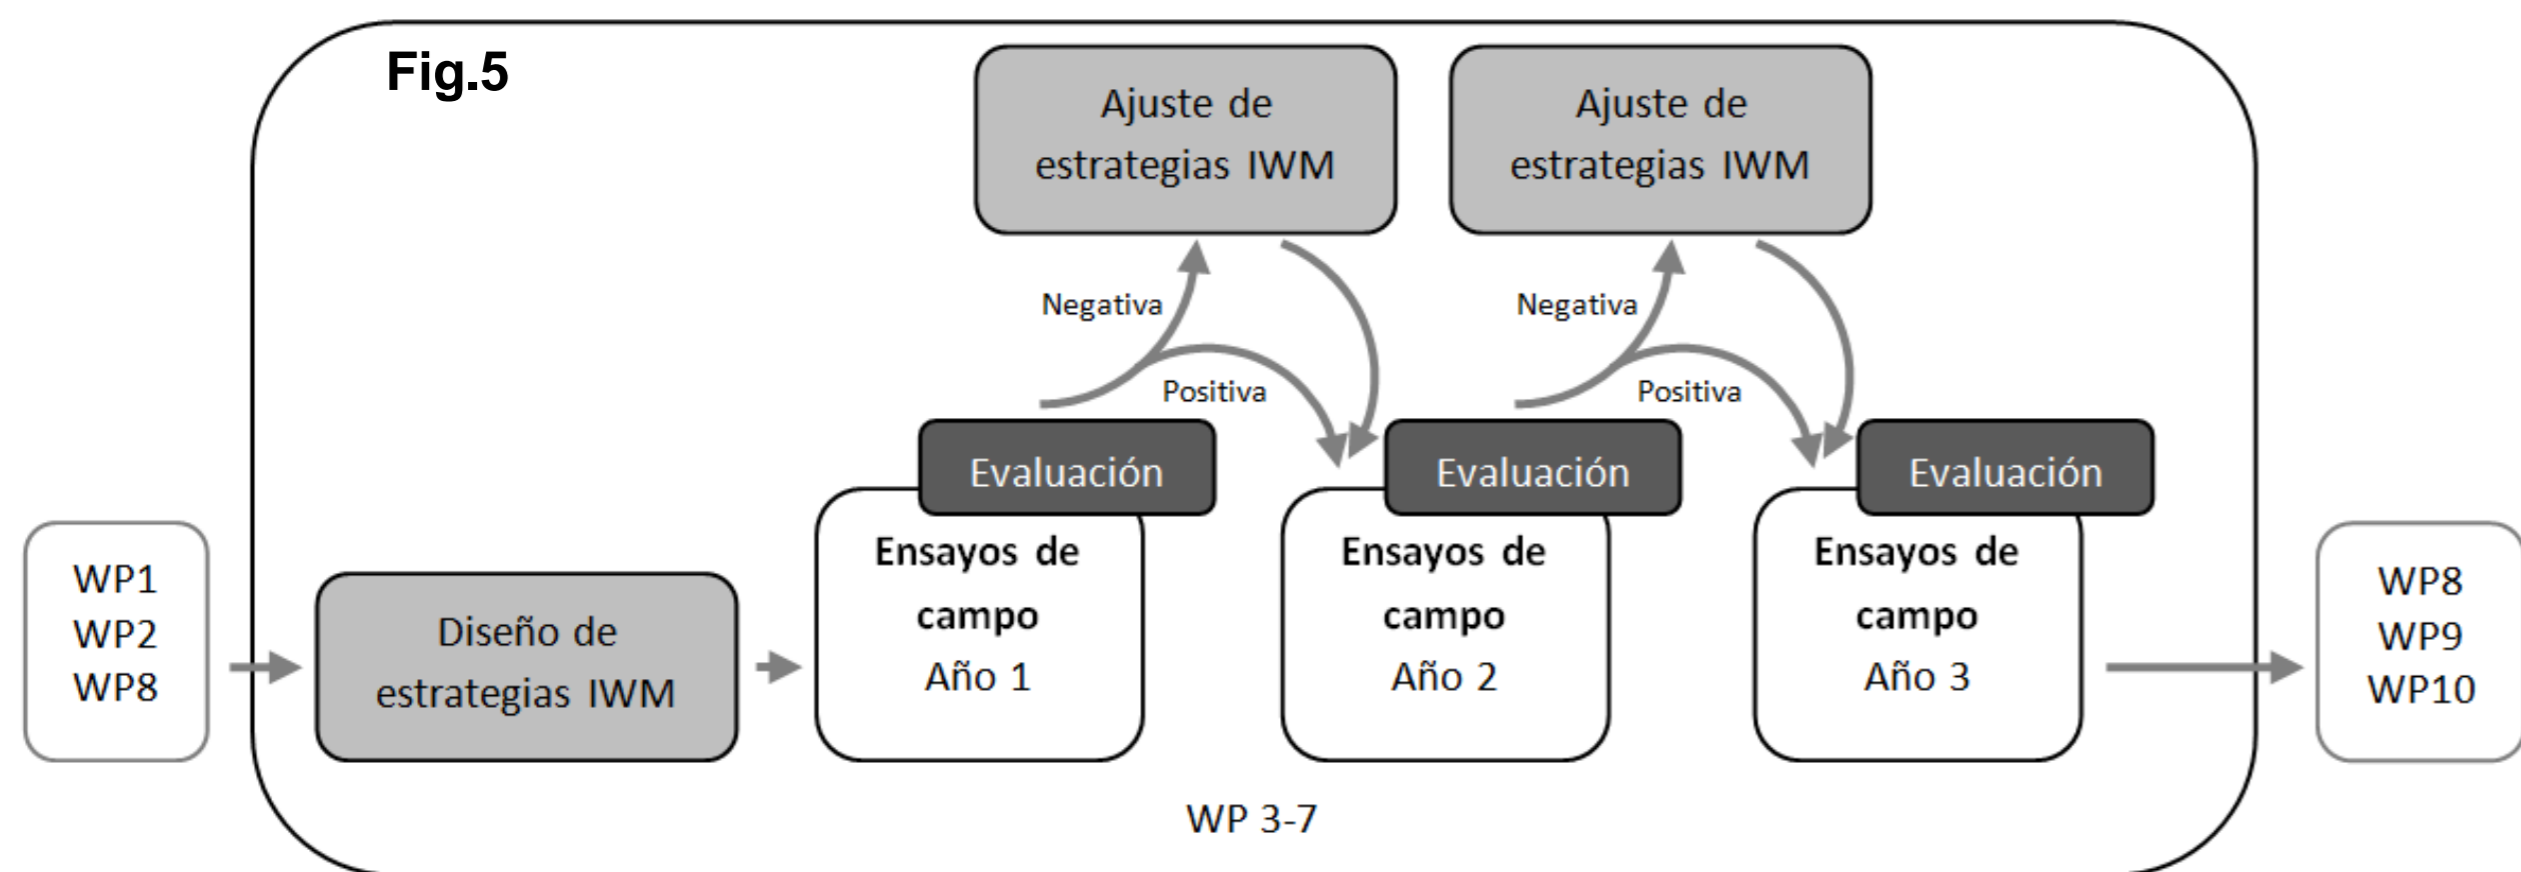 Fig.5
Ajuste de
estrategias IWM
Ajuste de
estrategias IWM
Negativa
Positiva
Negativa
Positiva
WP1
WP2
WP8
Diseño de
estrategias IWM
Evaluación
Ensayos de
campo
Año 1
Evaluación
Ensayos de
campo
Año 2
Evaluación
Ensayos de
campo
Año 3
WP8
WP9
WP10
WP 3-7